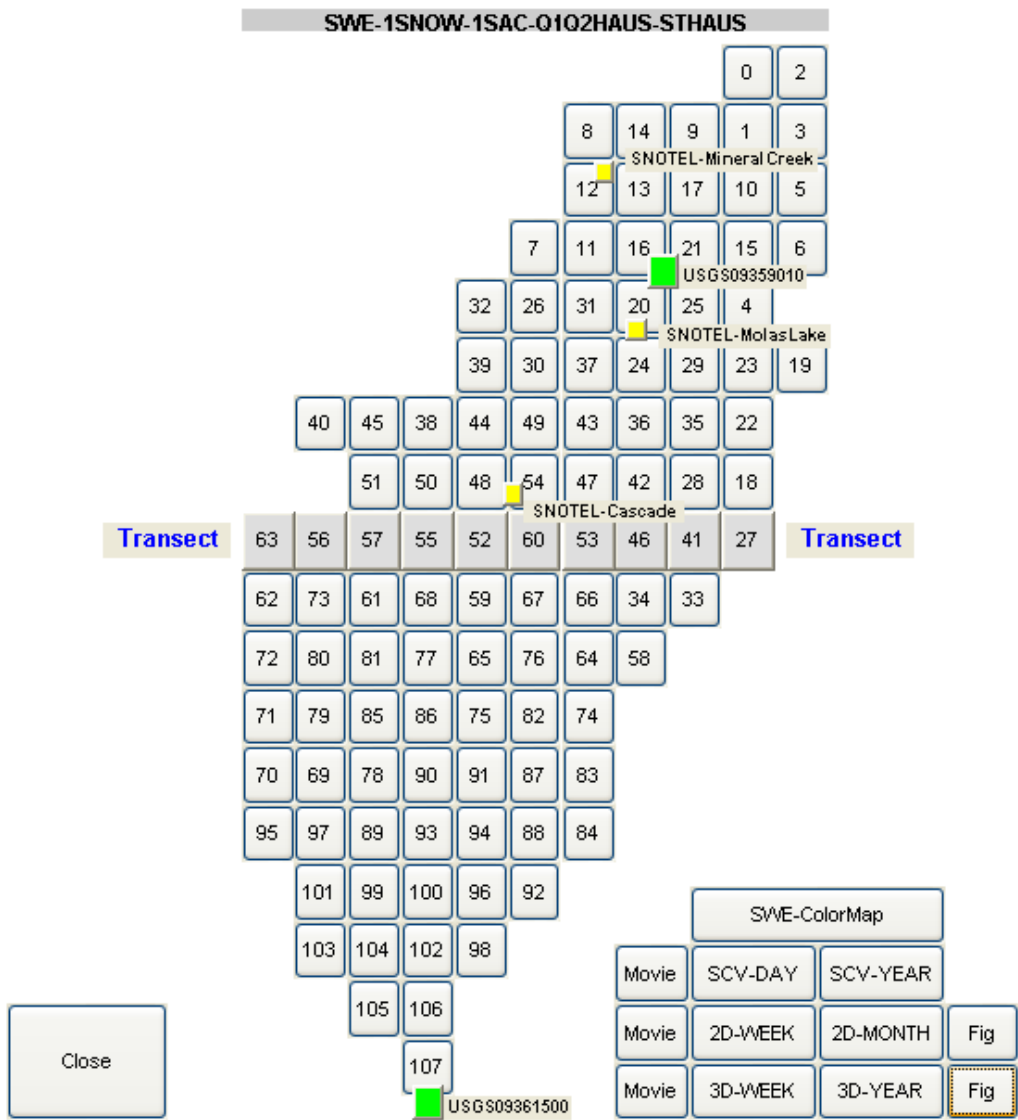 SWE-1SNOW-1SAC-Q1Q2HAUS-STHAUS
0 2
8 14 9 1 3
SNOTEL-Mineral Creek
12 13 17 10 5
7 11 16 21 15 6
USGS09359010
32 26 31 20 25 4
SNOTEL-MolasLake
39 30 37 24 29 23 19
40 45 38 44 49 43 36 35 22
51 50 48 54 47 42 28 18
SNOTEL-Cascade
Transect 63 56 57 55 52 60 53 46 41 27 Transect
62 73 61 68 59 67 66 34 33
72 80 81 77 65 76 64 58
71 79 85 86 75 82 74
70 69 78 90 91 87 83
95 97 89 93 94 88 84
101 99 100 96 92
SWE-ColorMap
103 104 102 98
Movie SCV-DAY SCV-YEAR
105 106
Movie 2D-WEEK 2D-MONTH Fig
Close
107
Movie 3D-WEEK 3D-YEAR Fig
USGS09361500